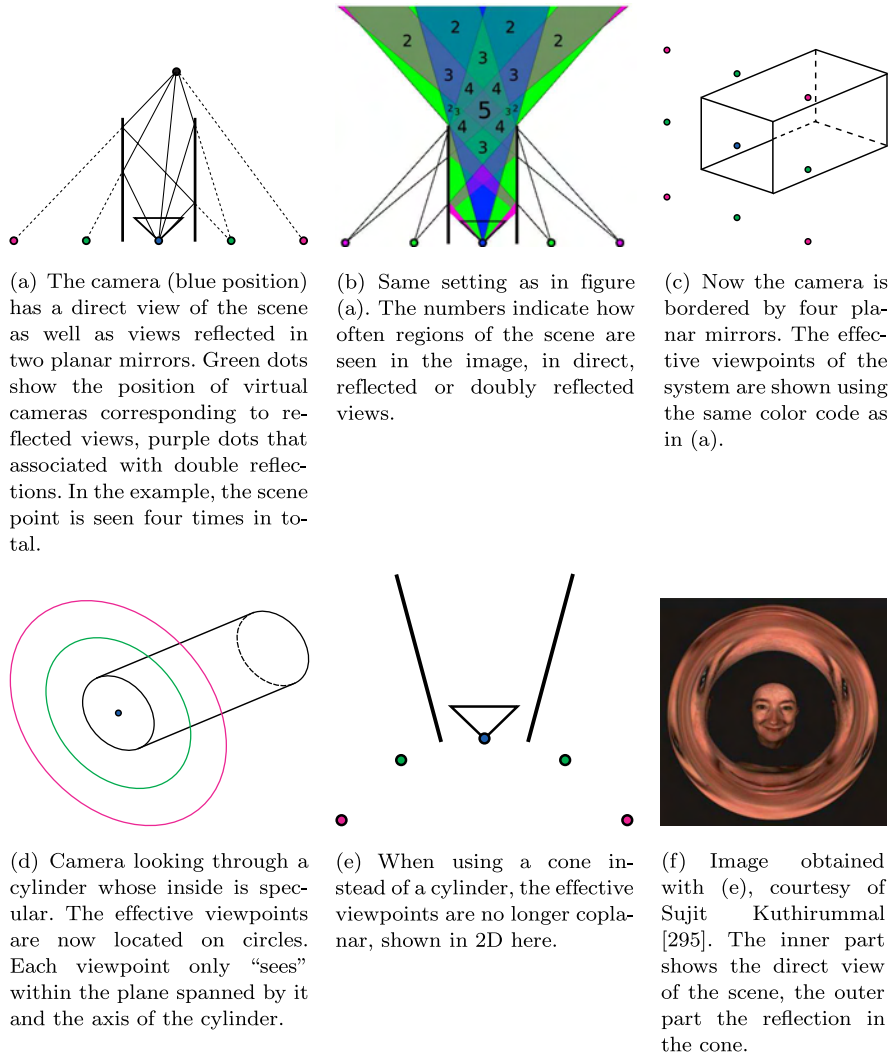 2 2 2 2
3
3 3
4 4
2 3 5 3 2
4 4
3
(a) The camera (blue position)
has a direct view of the scene
as well as views reflected in
two planar mirrors. Green dots
show the position of virtual
cameras corresponding to re-
flected views, purple dots that
associated with double reflec-
tions. In the example, the scene
point is seen four times in to-
tal.
(b) Same setting as in figure
(a). The numbers indicate how
often regions of the scene are
seen in the image, in direct,
reflected or doubly reflected
views.
(c) Now the camera is
bordered by four pla-
nar mirrors. The effec-
tive viewpoints of the
system are shown using
the same color code as
in (a).
(d) Camera looking through a
cylinder whose inside is spec-
ular. The effective viewpoints
are now located on circles.
Each viewpoint only “sees”
within the plane spanned by it
and the axis of the cylinder.
(e) When using a cone in-
stead of a cylinder, the effective
viewpoints are no longer copla-
nar, shown in 2D here.
(f) Image obtained
with (e), courtesy of
Sujit Kuthirummal
[295]. The inner part
shows the direct view
of the scene, the outer
part the reflection in
the cone.